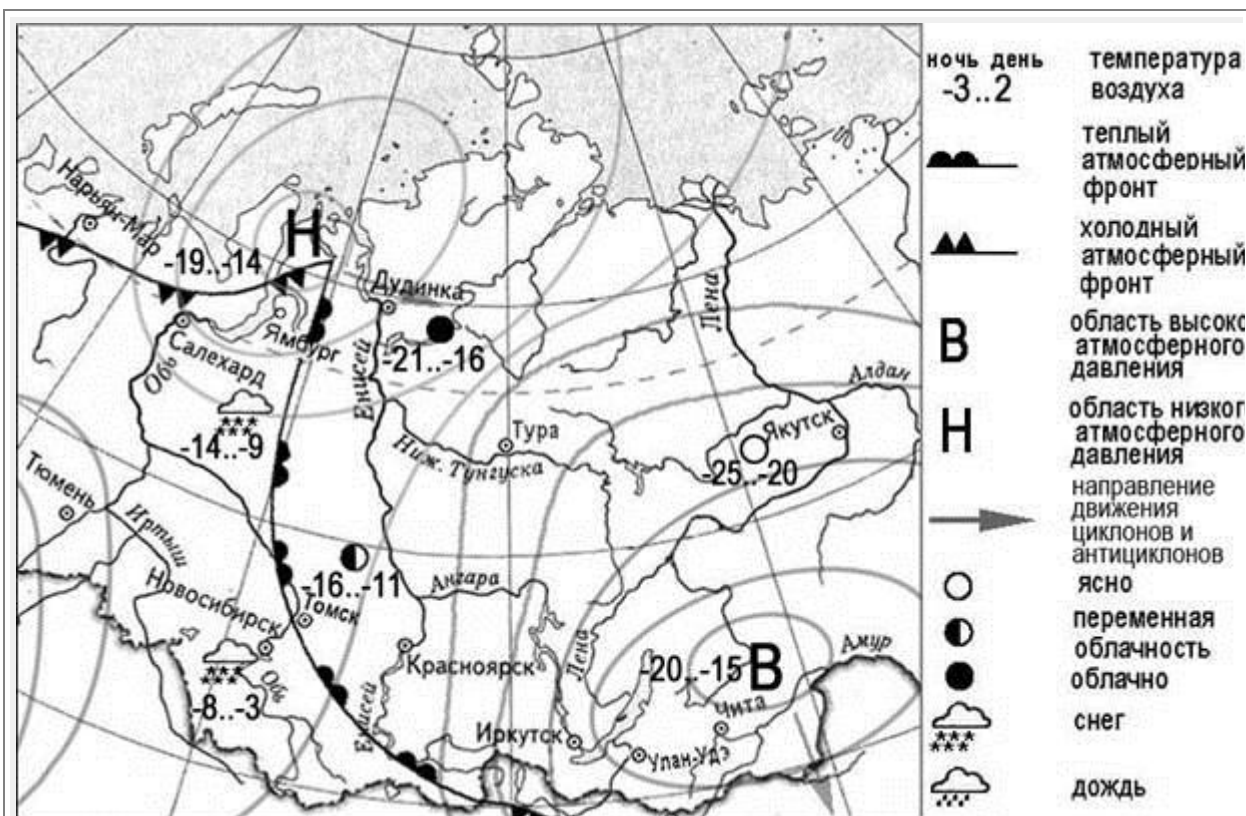 Нарьян-Мар
Н
-19..-14
Дудинка
Ямбург
Салехард
-21..-16
Обь
Енисей
Лена
Алдан
-14..-9
Тура
Якутск
Ниж. Тунгуска
-25..-20
Тюмень
Иртыш
-16..-11
Ангара
Новосибирск
Томск
Красноярск
Лена
-20..-15
В
Амур
Обь
-8..-3
Енисей
Иркутск
Улан-Удэ
Чита
ночь день
-3..2
температура
воздуха
теплый
атмосферный
фронт
холодный
атмосферный
фронт
В
область высоко
атмосферного
давления
Н
область низког
атмосферного
давления
направление
движения
циклонов и
антициклонов
ясно
переменная
облачность
облачно
снег
дождь